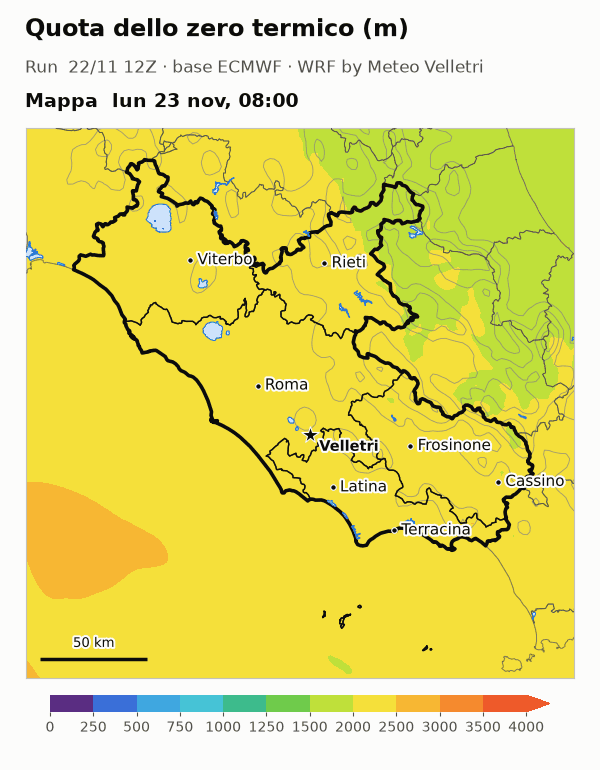 Quota dello zero termico (m)
Run  22/11 12Z · base ECMWF · WRF by Meteo Velletri
Mappa  lun 23 nov, 08:00
Viterbo
Rieti
Roma
Velletri
Frosinone
Cassino
Latina
Terracina
50 km
0 250 500 750 1000 1250 1500 2000 2500 3000 3500 4000